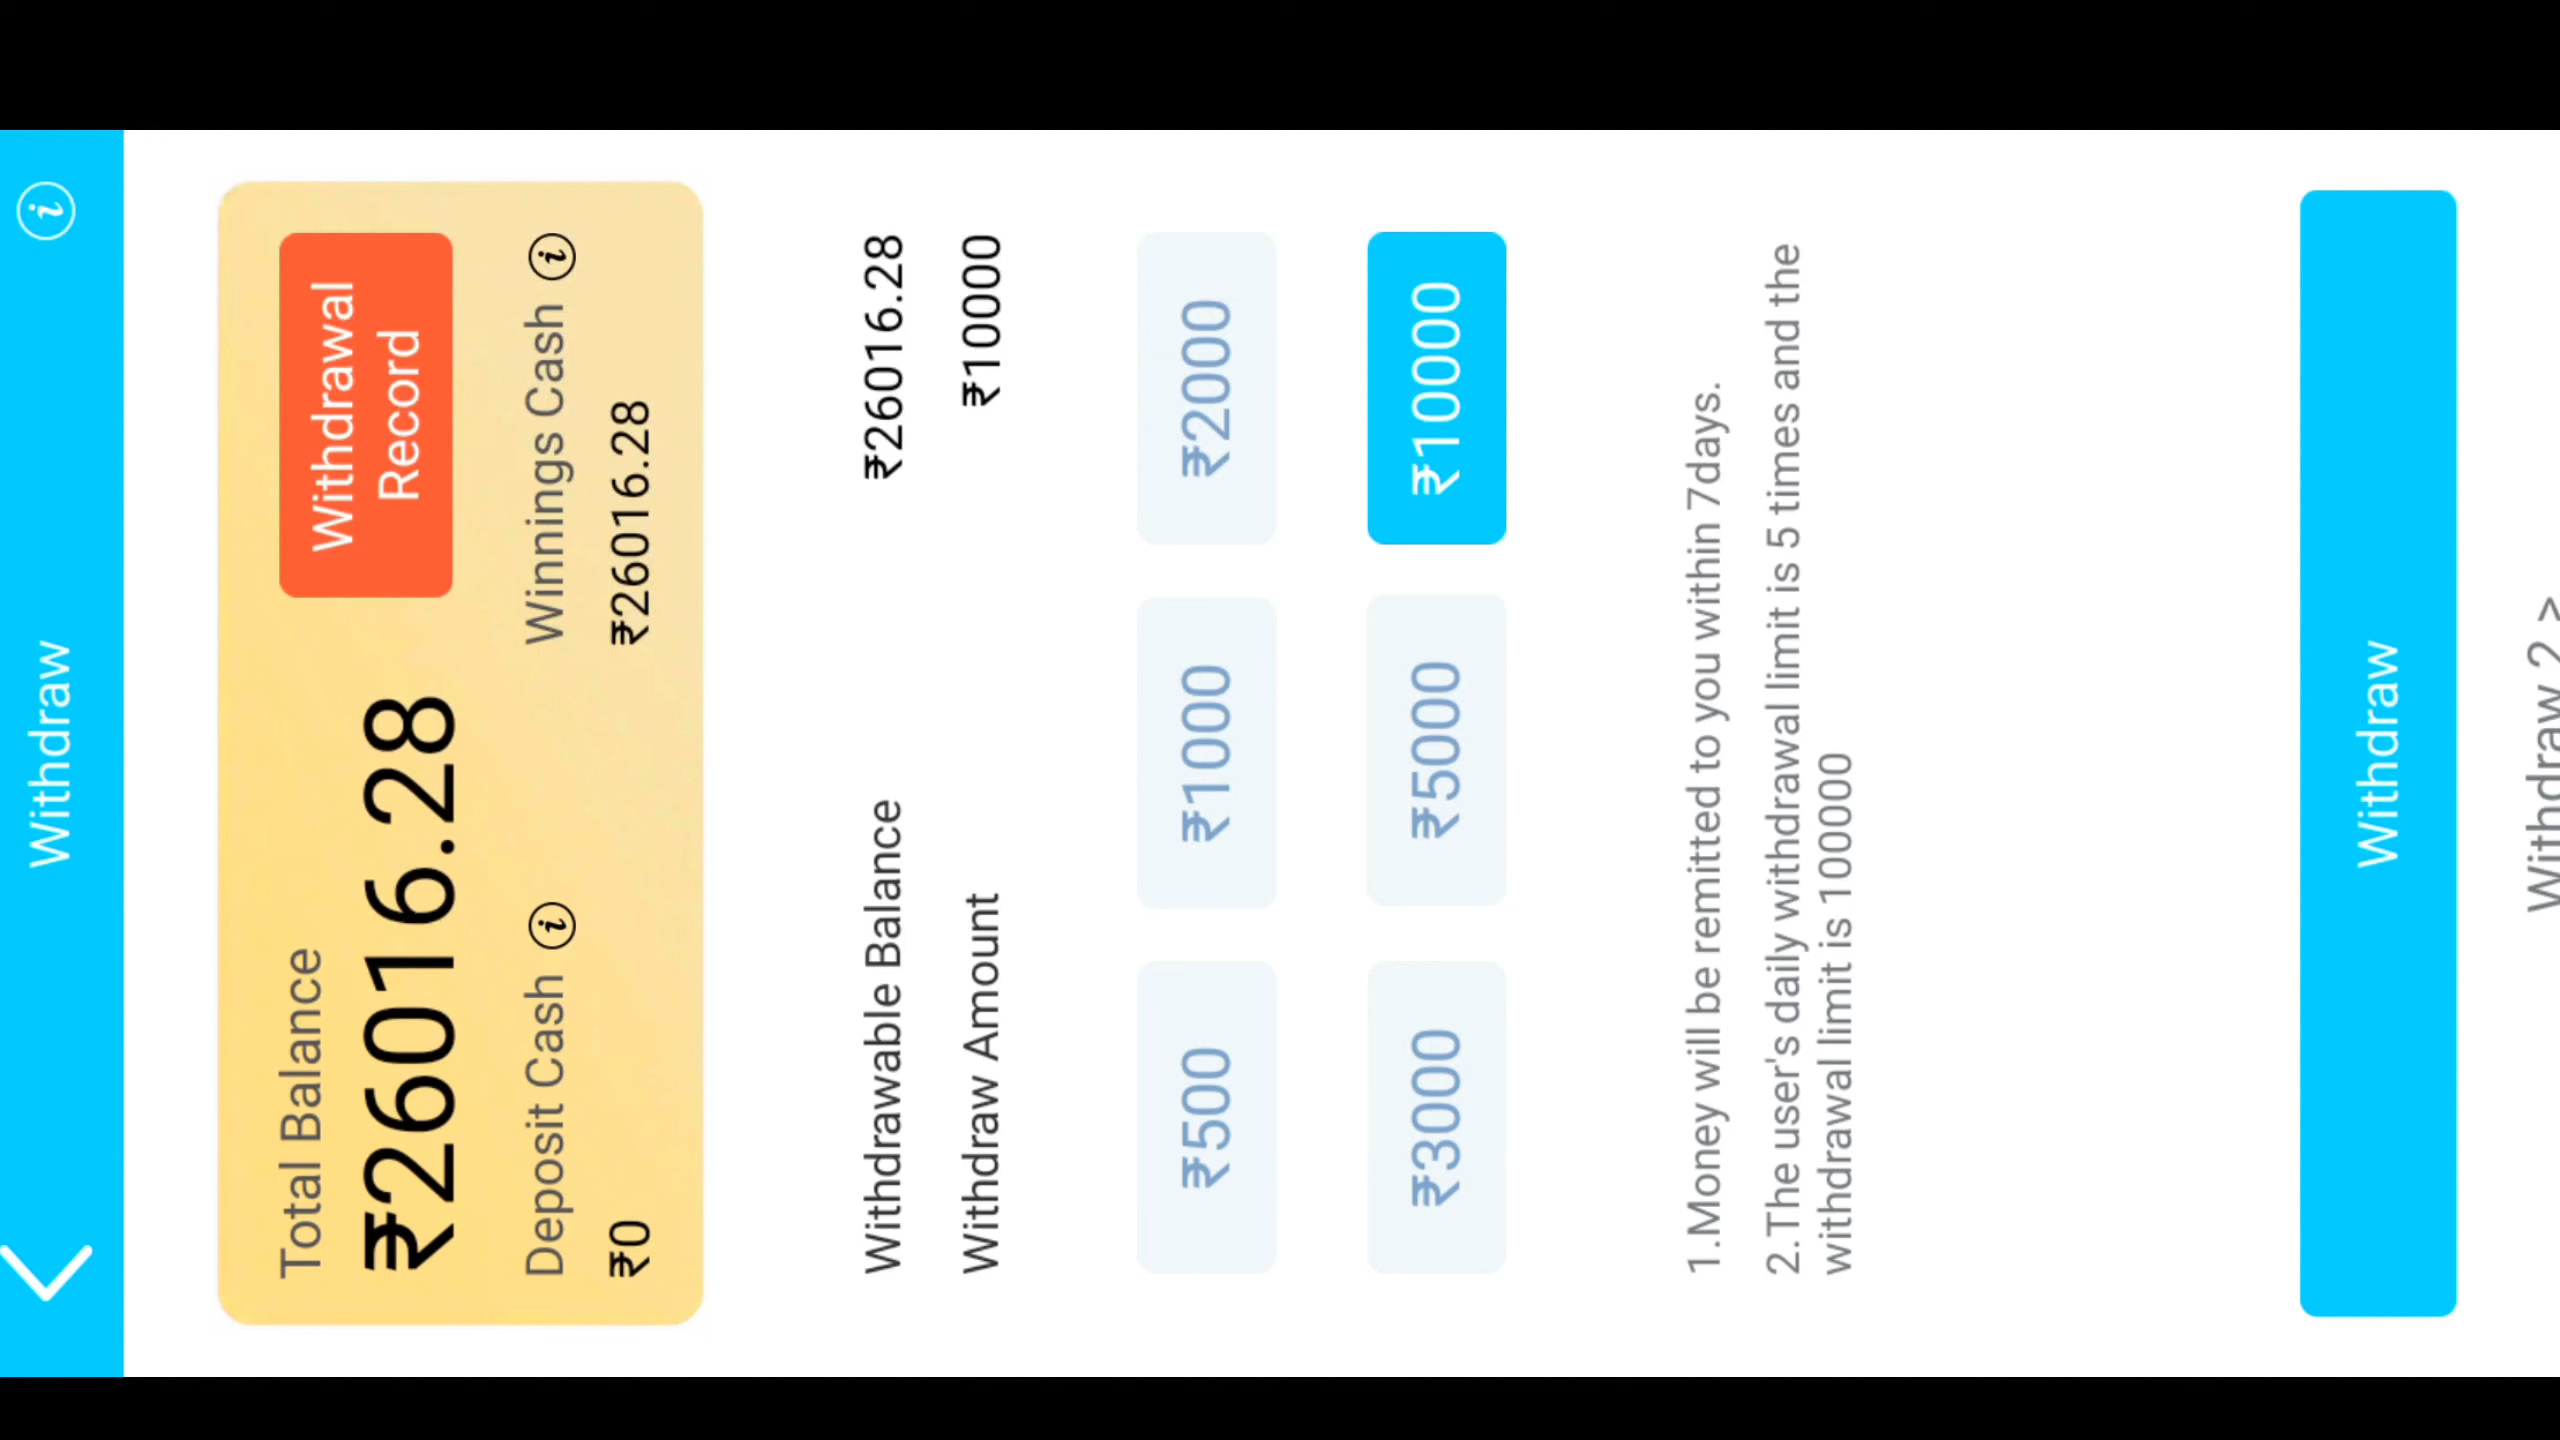 Withdraw
Total Balance
₹26016.28
Withdrawal
Record
Deposit Cash
Winnings Cash
₹0
₹26016.28
Withdrawable Balance
₹26016.28
Withdraw Amount
₹10000
₹500
₹1000
₹2000
₹3000
₹5000
₹10000
1.Money will be remitted to you within 7days.
2.The user's daily withdrawal limit is 5 times and the
withdrawal limit is 100000
Withdraw
Withdraw 2 >